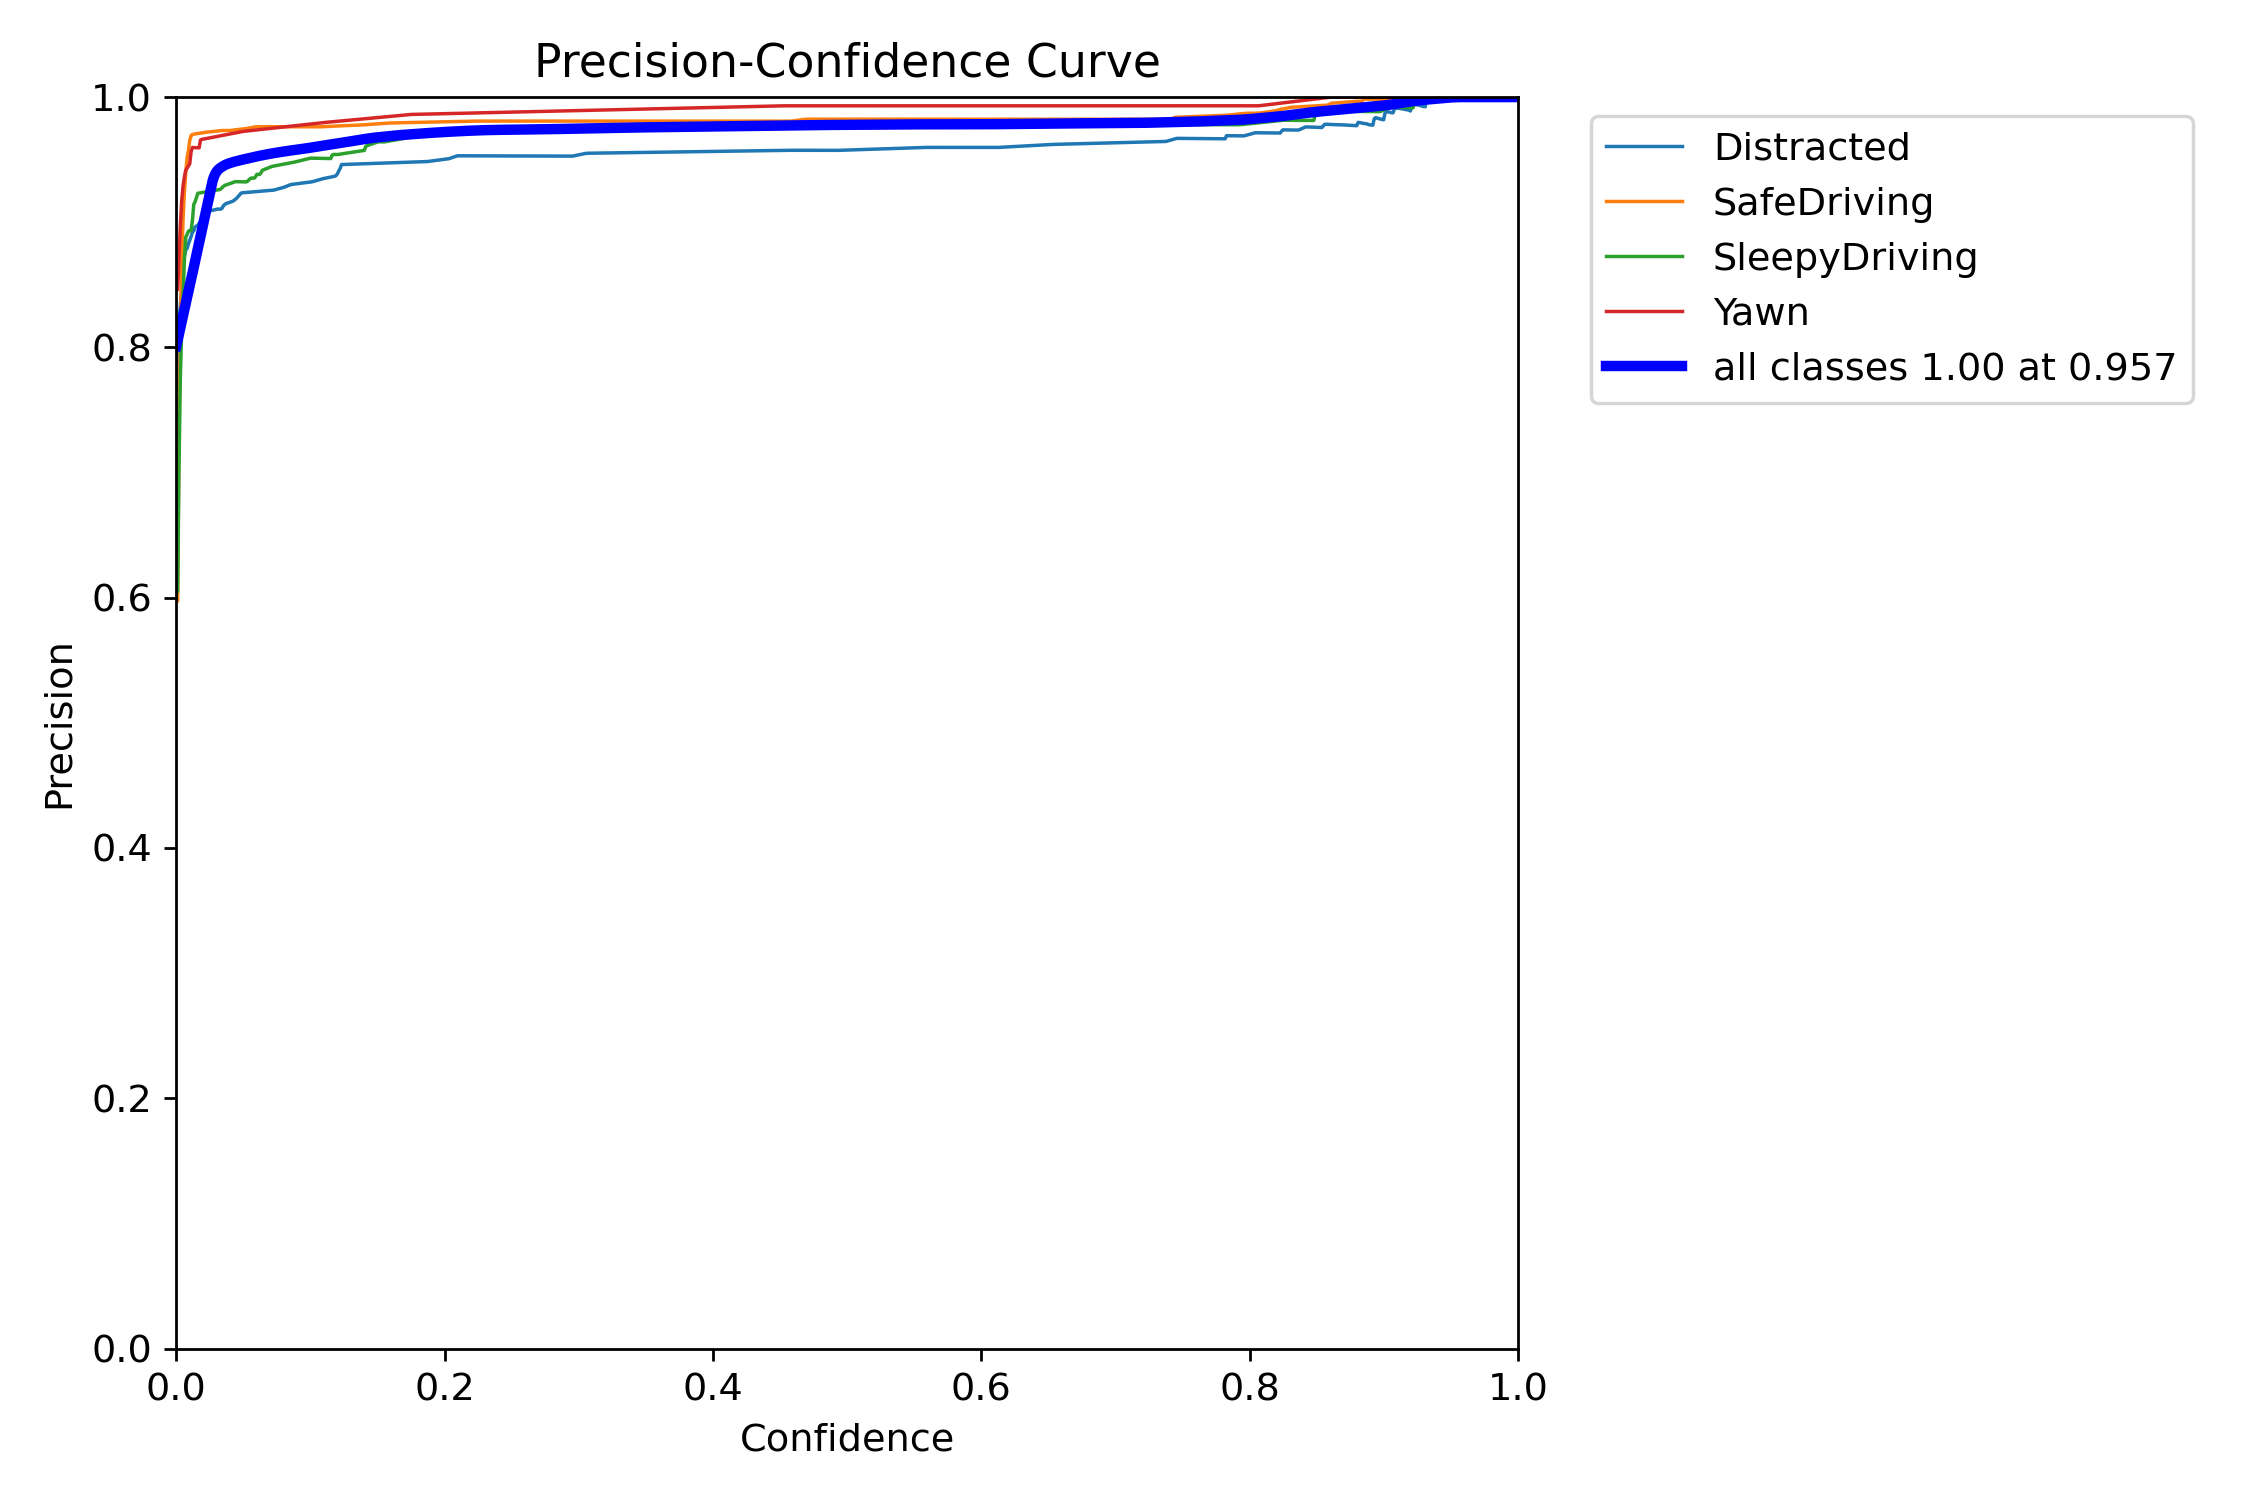 Precision-Confidence Curve
1.0
0.8
0.6
0.4
0.2
0.0
Precision
0.0 0.2 0.4 0.6 0.8 1.0
Confidence
Distracted
SafeDriving
SleepyDriving
Yawn
all classes 1.00 at 0.957